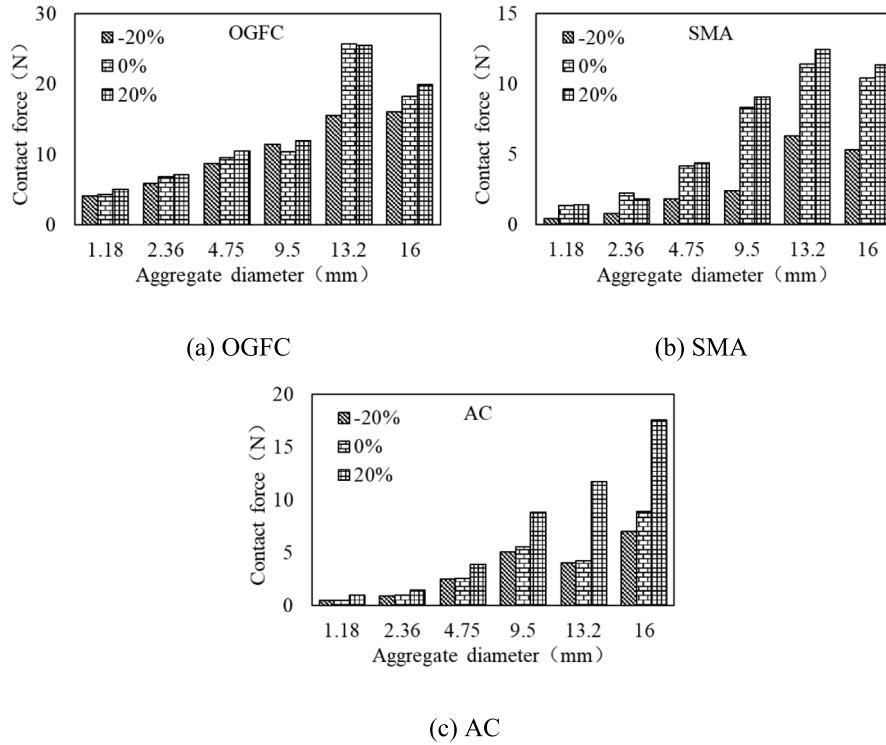 OGFC
-20%
0%
20%
30
20
10
0
Contact force（N）
1.18 2.36 4.75 9.5 13.2 16
Aggregate diameter（mm）
(a) OGFC
SMA
-20%
0%
20%
15
10
5
0
Contact force（N）
1.18 2.36 4.75 9.5 13.2 16
Aggregate diameter（mm）
(b) SMA
AC
-20%
0%
20%
20
15
10
5
0
Contact force（N）
1.18 2.36 4.75 9.5 13.2 16
Aggregate diameter（mm）
(c) AC